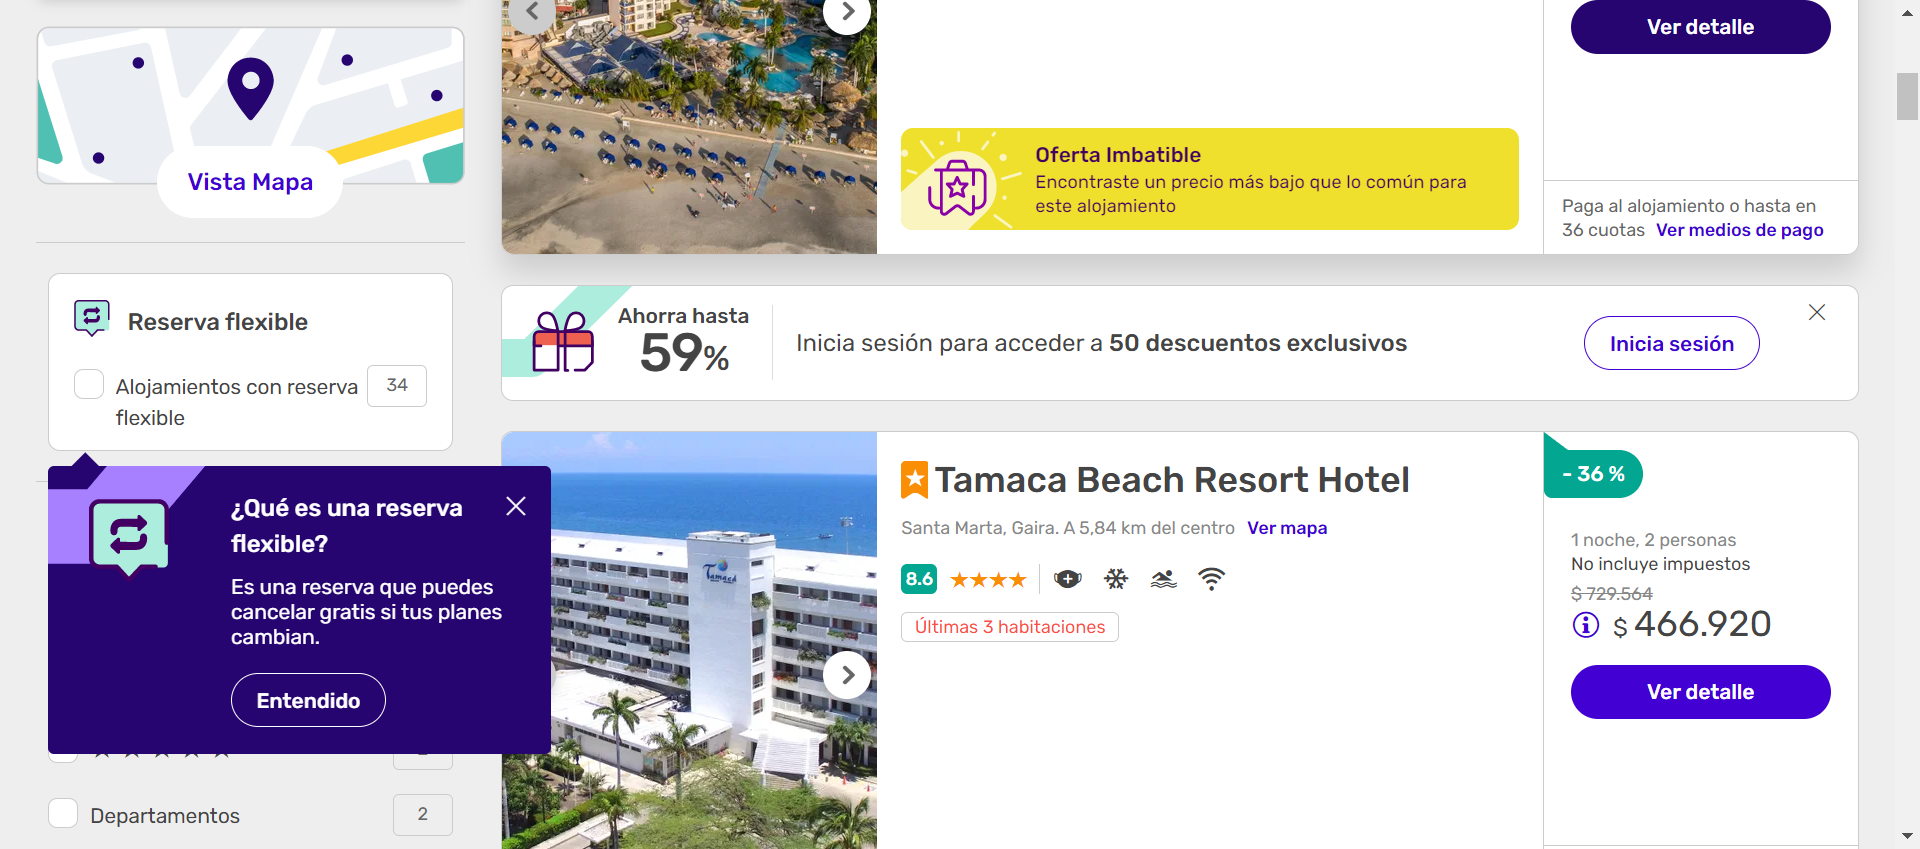 Vista Mapa
Reserva flexible
Alojamientos con reserva
flexible
34
¿Qué es una reserva
flexible?
Es una reserva que puedes
cancelar gratis si tus planes
cambian.
Entendido
Departamentos
2
Ver detalle
Oferta Imbatible
Encontraste un precio más bajo que lo común para
este alojamiento
Paga al alojamiento o hasta en
36 cuotas Ver medios de pago
Ahorra hasta
59%
Inicia sesión para acceder a 50 descuentos exclusivos
Inicia sesión
Tamacá
Tamaca Beach Resort Hotel
Santa Marta, Gaira. A 5,84 km del centro Ver mapa
8.6
Últimas 3 habitaciones
- 36 %
1 noche, 2 personas
No incluye impuestos
$ 729.564
$ 466.920
Ver detalle